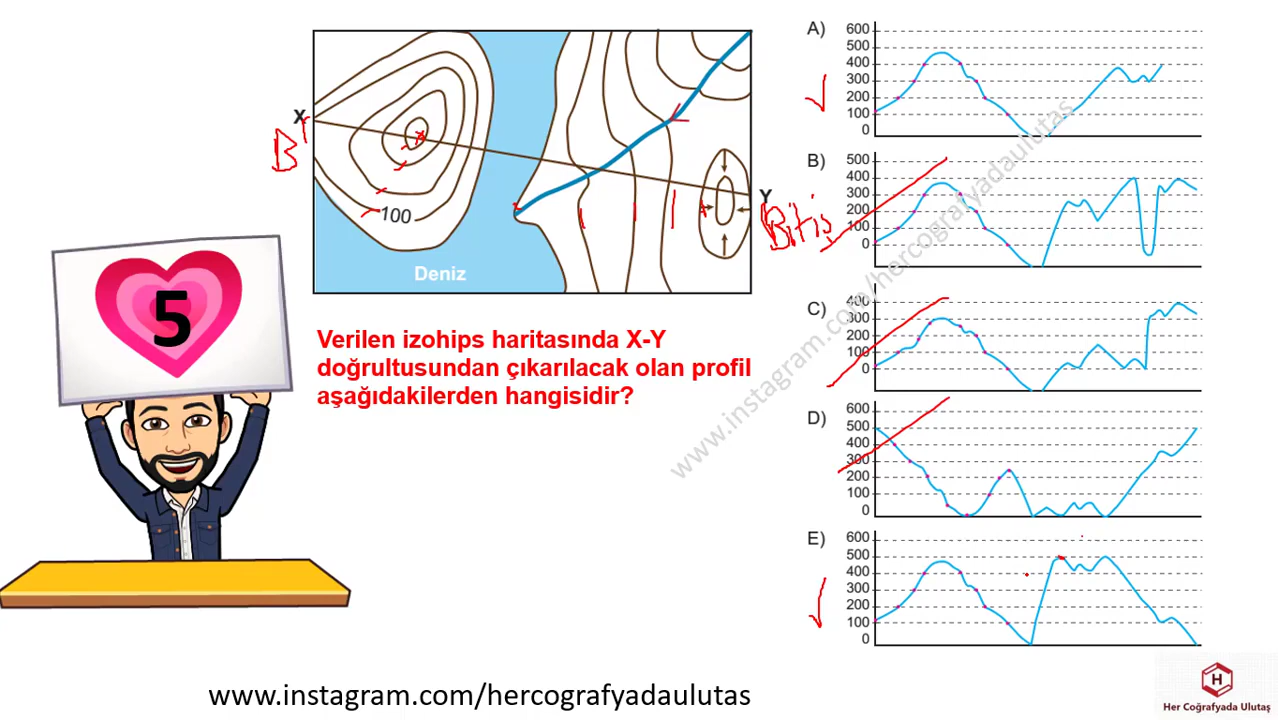 A)
600
500
400
300
200
100
0
X
Y
B
Bitiş
100
Deniz
B)
500
400
300
200
100
0
5
Verilen izohips haritasında X-Y
doğrultusundan çıkarılacak olan profil
aşağıdakilerden hangisidir?
C)
400
300
200
100
0
D)
600
500
400
300
200
100
0
E)
600
500
400
300
200
100
0
www.instagram.com/hercografyadaulutas
www.instagram.com/hercografyadaulutas
H
Her Coğrafyada Ulutaş